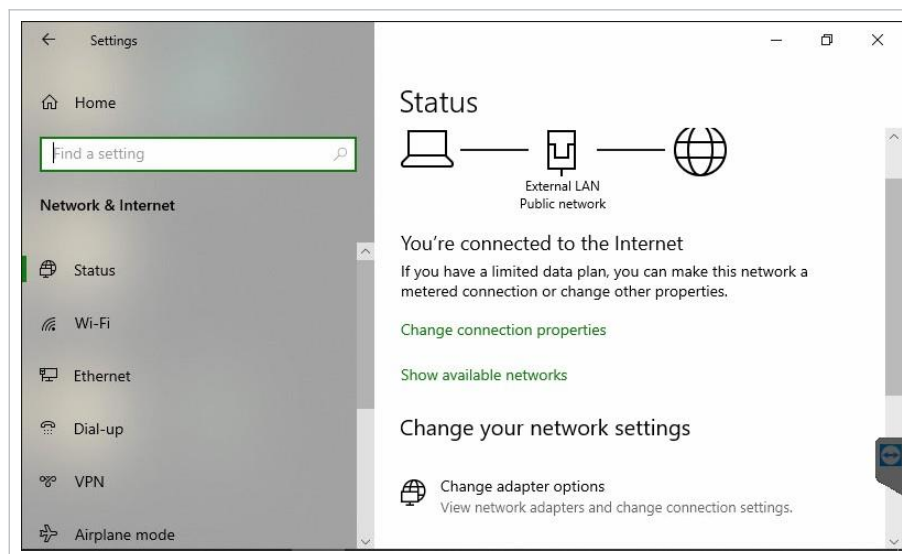 Settings
Home
Find a setting
Network & Internet
Status
Wi-Fi
Ethernet
Dial-up
VPN
Airplane mode
Status
External LAN
Public network
You're connected to the Internet
If you have a limited data plan, you can make this network a
metered connection or change other properties.
Change connection properties
Show available networks
Change your network settings
Change adapter options
View network adapters and change connection settings.